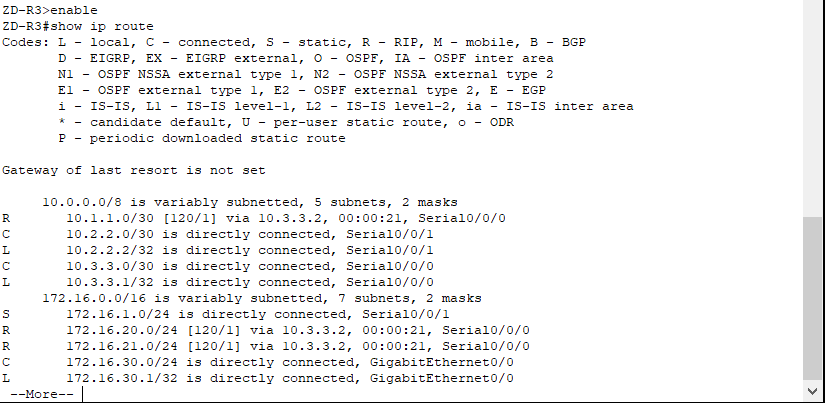 ZD-R3>enable
ZD-R3#show ip route
Codes: L - local, C - connected, S - static, R - RIP, M - mobile, B - BGP
       D - EIGRP, EX - EIGRP external, O - OSPF, IA - OSPF inter area
       N1 - OSPF NSSA external type 1, N2 - OSPF NSSA external type 2
       E1 - OSPF external type 1, E2 - OSPF external type 2, E - EGP
       i - IS-IS, L1 - IS-IS level-1, L2 - IS-IS level-2, ia - IS-IS inter area
       * - candidate default, U - per-user static route, o - ODR
       P - periodic downloaded static route

Gateway of last resort is not set

     10.0.0.0/8 is variably subnetted, 5 subnets, 2 masks
R       10.1.1.0/30 [120/1] via 10.3.3.2, 00:00:21, Serial0/0/0
C       10.2.2.0/30 is directly connected, Serial0/0/1
L       10.2.2.2/32 is directly connected, Serial0/0/1
C       10.3.3.0/30 is directly connected, Serial0/0/0
L       10.3.3.1/32 is directly connected, Serial0/0/0
     172.16.0.0/16 is variably subnetted, 7 subnets, 2 masks
S       172.16.1.0/24 is directly connected, Serial0/0/1
R       172.16.20.0/24 [120/1] via 10.3.3.2, 00:00:21, Serial0/0/0
R       172.16.21.0/24 [120/1] via 10.3.3.2, 00:00:21, Serial0/0/0
C       172.16.30.0/24 is directly connected, GigabitEthernet0/0
L       172.16.30.1/32 is directly connected, GigabitEthernet0/0
 --More--